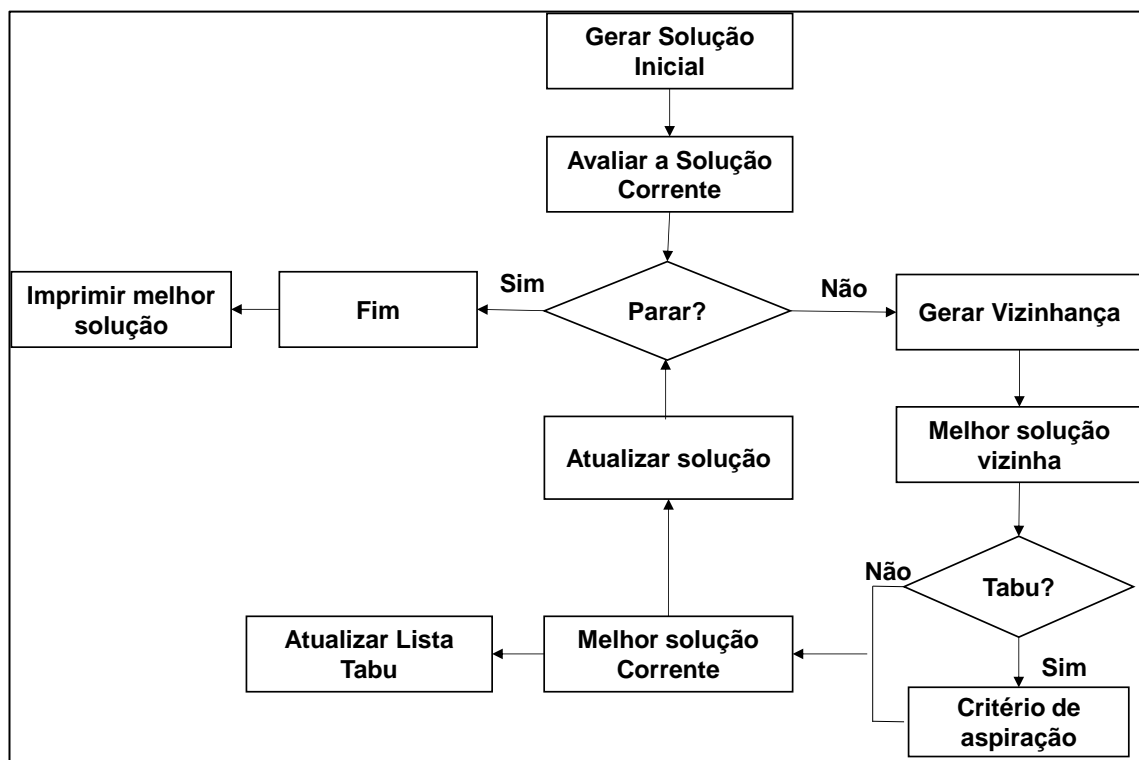 Gerar Solução
Inicial
Avaliar a Solução
Corrente
Imprimir melhor
solução
Fim
Sim
Parar?
Não
Gerar Vizinhança
Melhor solução
vizinha
Atualizar solução
Não
Tabu?
Sim
Atualizar Lista
Tabu
Melhor solução
Corrente
Critério de
aspiração